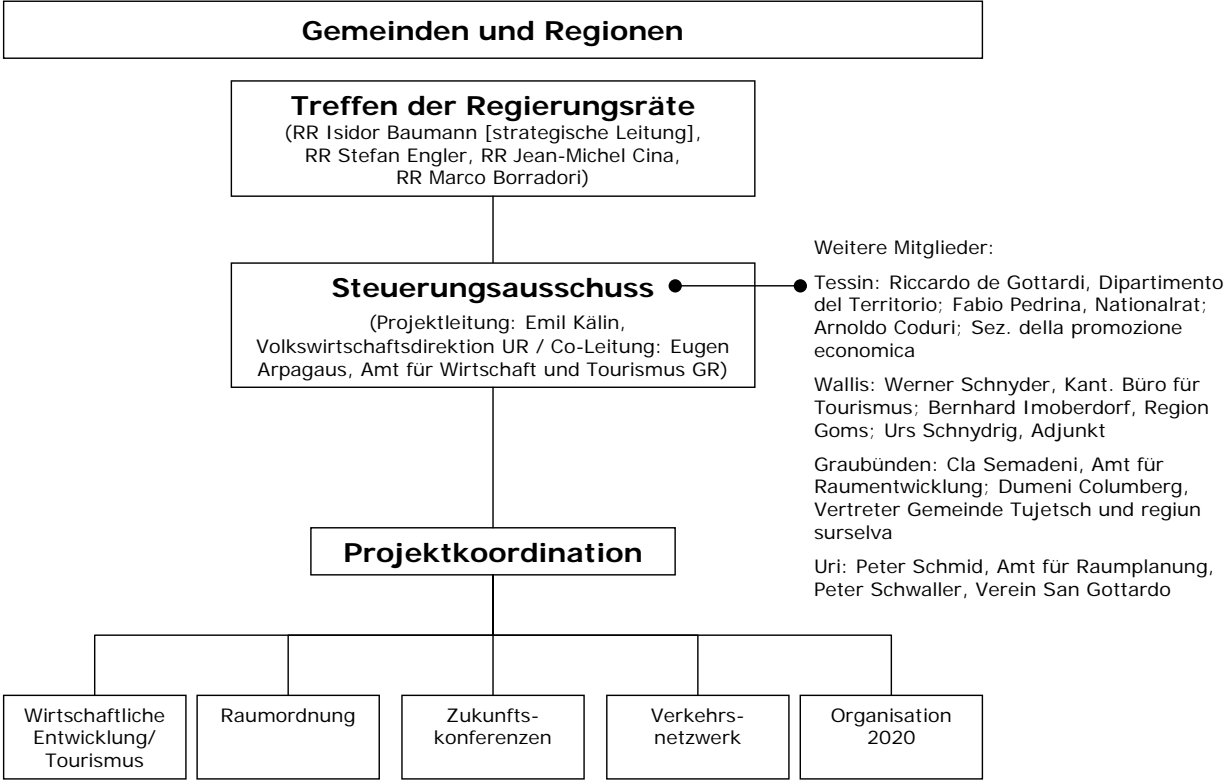 Gemeinden und Regionen
Treffen der Regierungsräte
(RR Isidor Baumann [strategische Leitung],
RR Stefan Engler, RR Jean-Michel Cina,
RR Marco Borradori)
Steuerungsausschuss
(Projektleitung: Emil Kälin,
Volkswirtschaftsdirektion UR / Co-Leitung: Eugen
Arpagaus, Amt für Wirtschaft und Tourismus GR)
Weitere Mitglieder:
Tessin: Riccardo de Gottardi, Dipartimento
del Territorio; Fabio Pedrina, Nationalrat;
Arnoldo Coduri; Sez. della promozione
economica
Wallis: Werner Schnyder, Kant. Büro für
Tourismus; Bernhard Imoberdorf, Region
Goms; Urs Schnydrig, Adjunkt
Graubünden: Cla Semadeni, Amt für
Raumentwicklung; Dumeni Columberg,
Vertreter Gemeinde Tujetsch und regiun
surselva
Uri: Peter Schmid, Amt für Raumplanung,
Peter Schwaller, Verein San Gottardo
Projektkoordination
Wirtschaftliche
Entwicklung/
Tourismus
Raumordnung
Zukunfts-
konferenzen
Verkehrs-
netzwerk
Organisation
2020